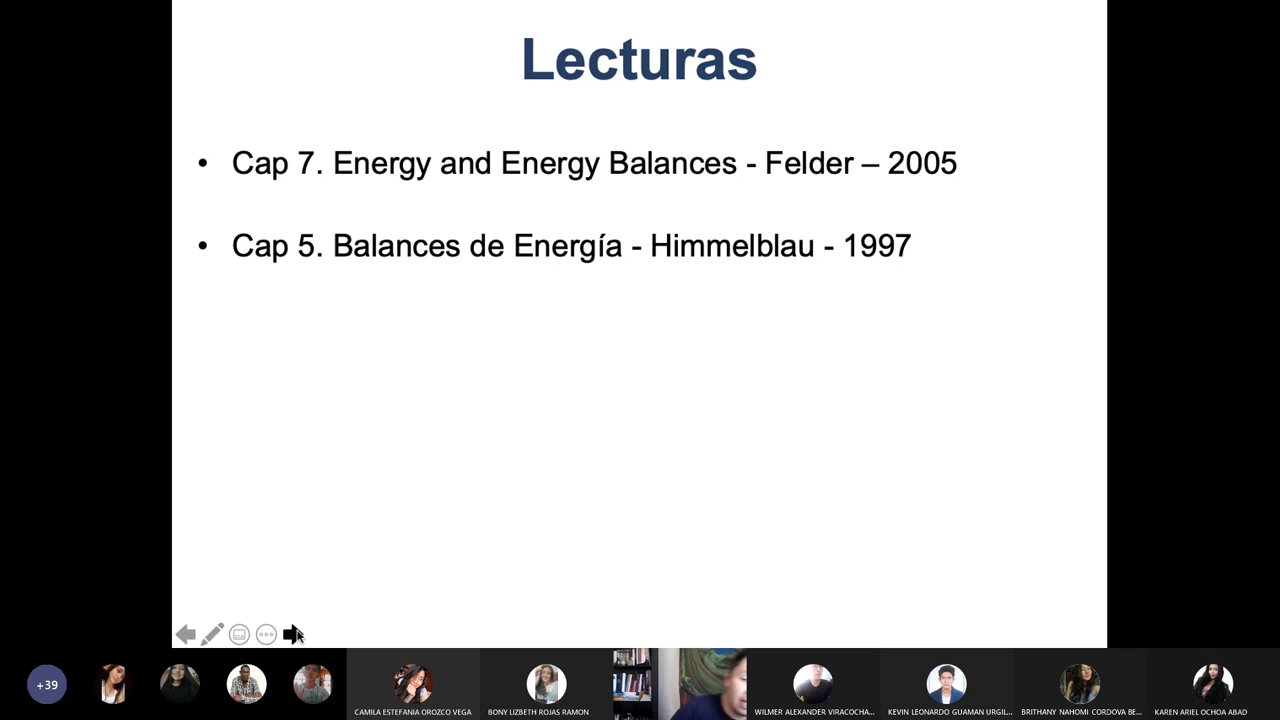 Lecturas
• Cap 7. Energy and Energy Balances - Felder – 2005
• Cap 5. Balances de Energía - Himmelblau - 1997
+39
CAMILA ESTEFANIA OROZCO VEGA
BONY LIZBETH ROJAS RAMON
WILMER ALEXANDER VIRACOCHA...
KEVIN LEONARDO GUAMAN URGIL...
BRITHANY NAHOMI CORDOVA BE...
KAREN ARIEL OCHOA ABAD